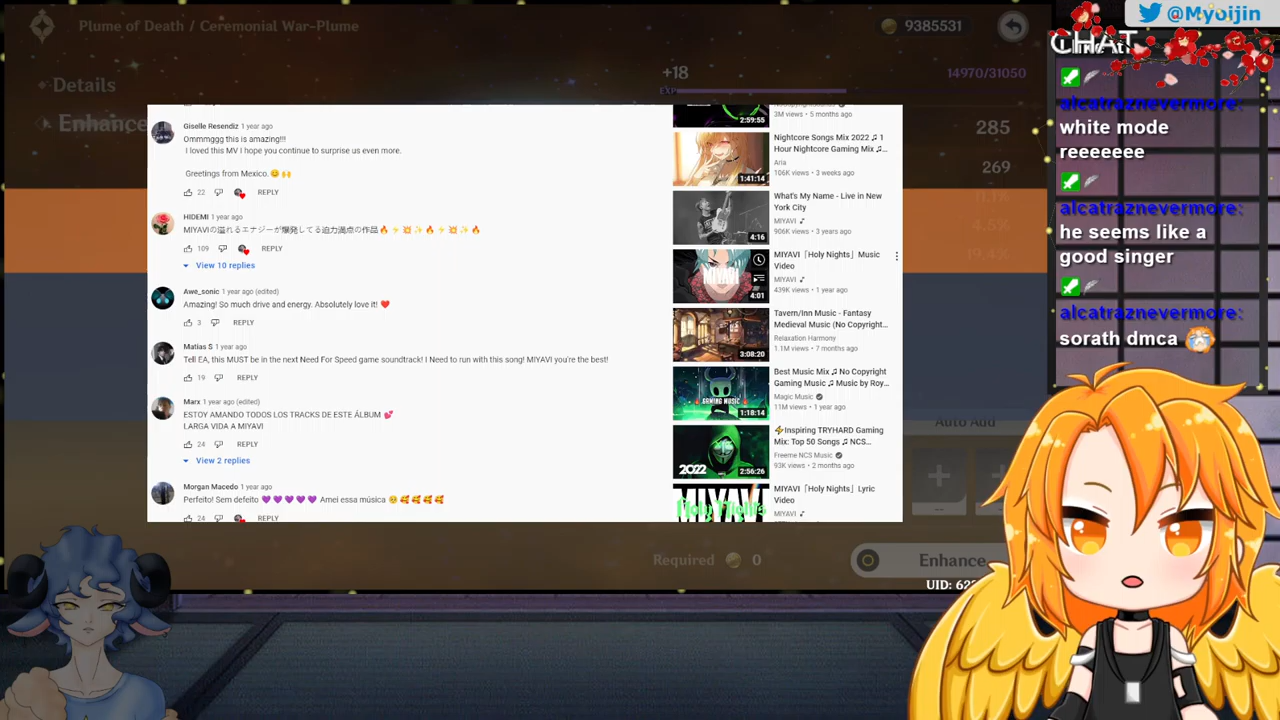 Plume of Death / Ceremonial War-Plume
9385531
@Myoijin
CHAT
Details
+18
14970/31050
EXP
Enhance
285
269
4.5%
19.4%
Auto Add
Required
0
Enhance
Giselle Resendiz 1 year ago
Ommmggg this is amazing!!!
I loved this MV I hope you continue to surprise us even more.
Greetings from Mexico.😊🙌
22
REPLY
HIDEMI 1 year ago
MIYAVIの溢れるエナジーが爆発してる迫力満点の作品🔥⚡💥✨🔥⚡💥✨🔥
109
REPLY
View 10 replies
Awe_sonic 1 year ago (edited)
Amazing! So much drive and energy. Absolutely love it! ❤️
3
REPLY
Matias S 1 year ago
Tell EA, this MUST be in the next Need For Speed game soundtrack! I Need to run with this song! MIYAVI you're the best!
19
REPLY
Marx 1 year ago (edited)
ESTOY AMANDO TODOS LOS TRACKS DE ESTE ÁLBUM 💕
LARGA VIDA A MIYAVI
24
REPLY
View 2 replies
Morgan Macedo 1 year ago
Perfeito! Sem defeito 💜💜💜💜💜 Amei essa música 🥺🥰🥰🥰🥰
24
REPLY
2:59:55
3M views • 5 months ago
Nightcore Songs Mix 2022 ♫ 1
Hour Nightcore Gaming Mix ♫...
Aria
106K views • 3 weeks ago
1:41:14
What's My Name - Live in New
York City
MIYAVI ♪
906K views • 3 years ago
4:16
MIYAVI「Holy Nights」Music
Video
MIYAVI ♪
439K views • 1 year ago
MIYAVI
4:01
Tavern/Inn Music - Fantasy
Medieval Music (No Copyright...
Relaxation Harmony
1.1M views • 7 months ago
3:08:20
Best Music Mix ♫ No Copyright
Gaming Music ♫ Music by Roy...
Magic Music
11M views • 1 year ago
GAMING MUSIC
1:18:14
⚡Inspiring TRYHARD Gaming
Mix: Top 50 Songs ♫ NCS...
Freeme NCS Music
93K views • 2 months ago
2022
2:56:26
MIYAVI「Holy Nights」Lyric
Video
MIYAVI ♪
MIYAVI
Holy Nights
alcatraznevermore:
white mode
reeeeeee
alcatraznevermore:
he seems like a
good singer
alcatraznevermore:
sorath dmca